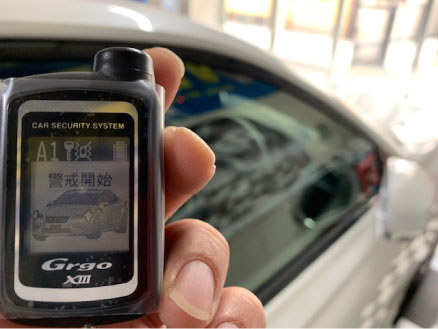 CAR SECURITY SYSTEM
A1
警戒開始
Grgo
XIII